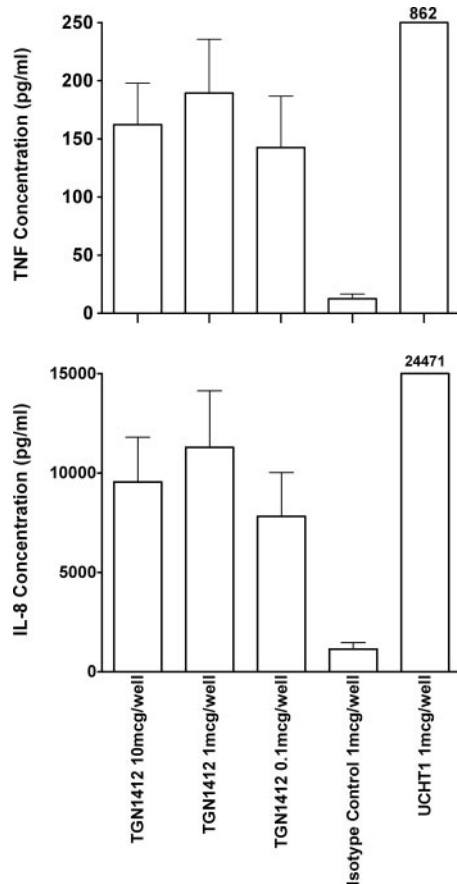 862
TNF Concentration (pg/ml)
250
200
150
100
50
0
24471
IL-8 Concentration (pg/ml)
15000
10000
5000
0
TGN1412 10mcg/well
TGN1412 1mcg/well
TGN1412 0.1mcg/well
Isotype Control 1mcg/well
UCHT1 1mcg/well